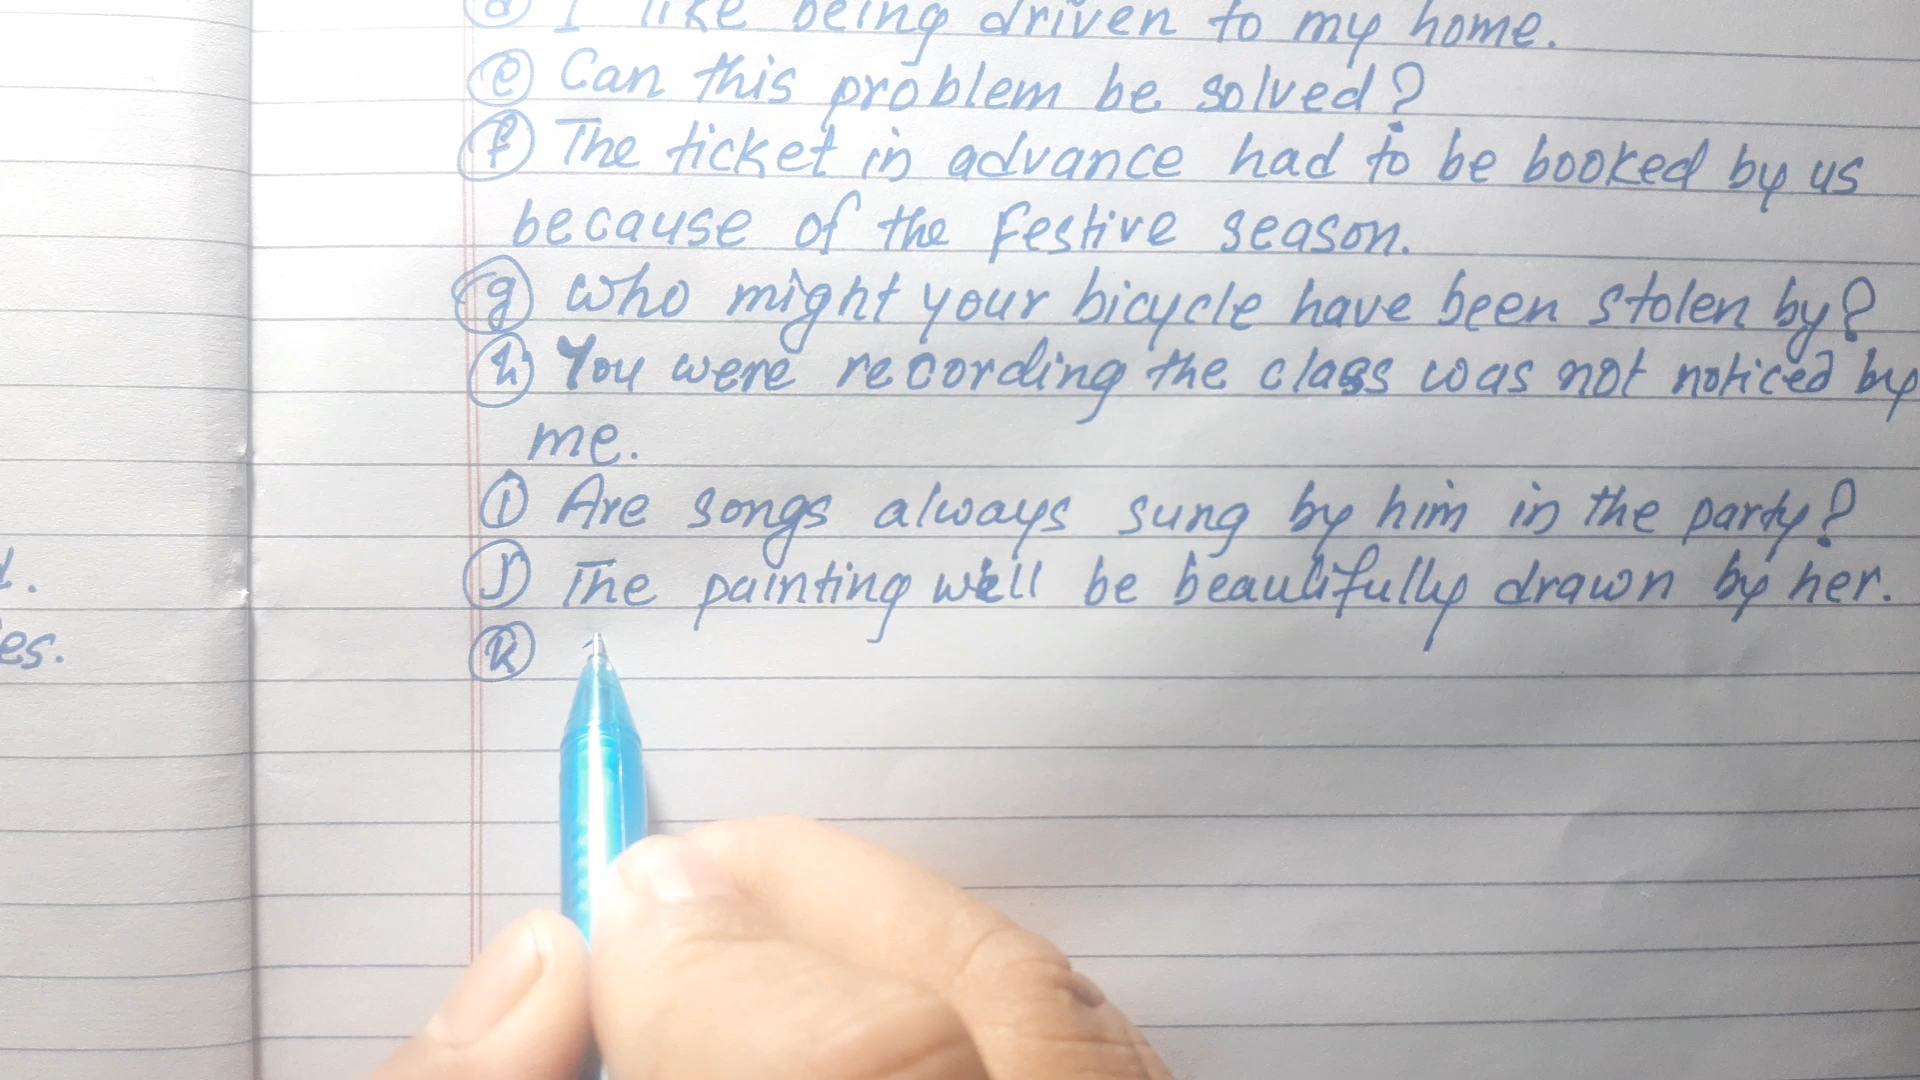 d I like being driven to my home.
e Can this problem be solved?
f The ticket in advance had to be booked by us
because of the festive season.
g Who might your bicycle have been stolen by?
h You were recording the class was not noticed by
me.
i Are songs always sung by him in the party?
d.
j The painting will be beautifully drawn by her.
es.
k